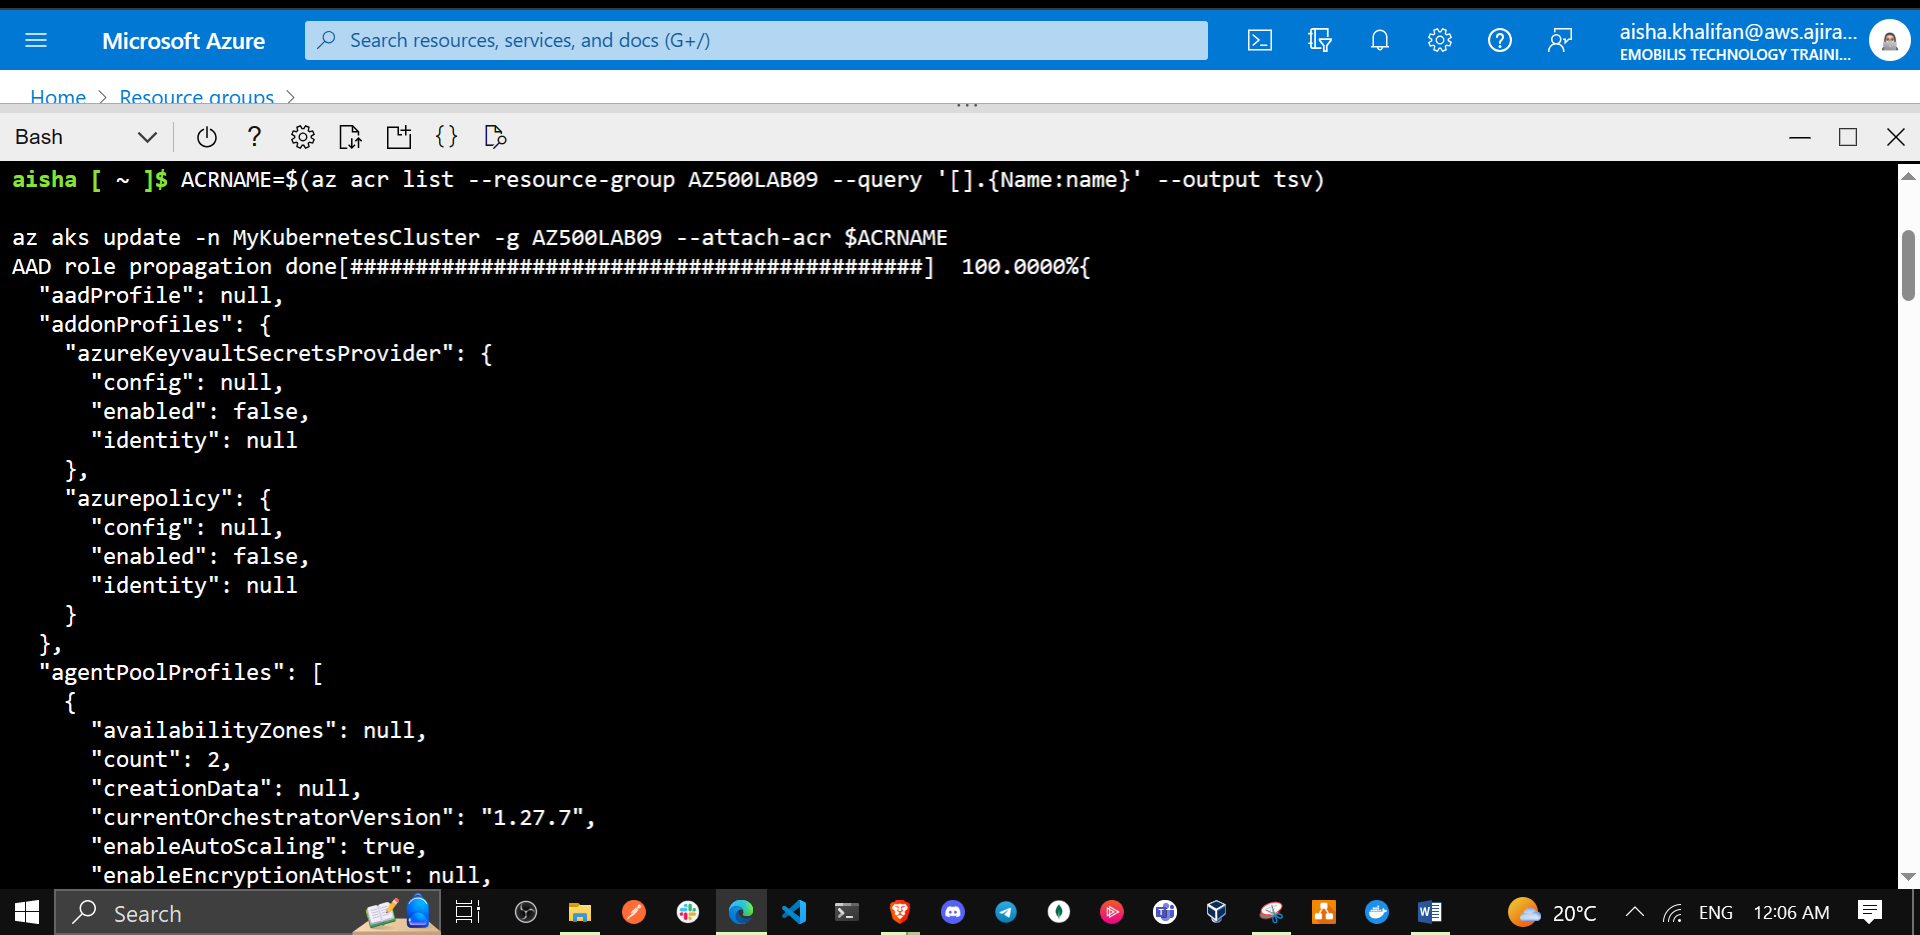 Microsoft Azure
Search resources, services, and docs (G+/)
aisha.khalifan@aws.ajira...
EMOBILIS TECHNOLOGY TRAINI...
Home > Resource groups >
Bash
aisha [ ~ ]$ ACRNAME=$(az acr list --resource-group AZ500LAB09 --query '[].{Name:name}' --output tsv)
az aks update -n MyKubernetesCluster -g AZ500LAB09 --attach-acr $ACRNAME
AAD role propagation done[############################################]  100.0000%{
  "aadProfile": null,
  "addonProfiles": {
    "azureKeyvaultSecretsProvider": {
      "config": null,
      "enabled": false,
      "identity": null
    },
    "azurepolicy": {
      "config": null,
      "enabled": false,
      "identity": null
    }
  },
  "agentPoolProfiles": [
    {
      "availabilityZones": null,
      "count": 2,
      "creationData": null,
      "currentOrchestratorVersion": "1.27.7",
      "enableAutoScaling": true,
      "enableEncryptionAtHost": null,
Search
20°C
ENG
12:06 AM